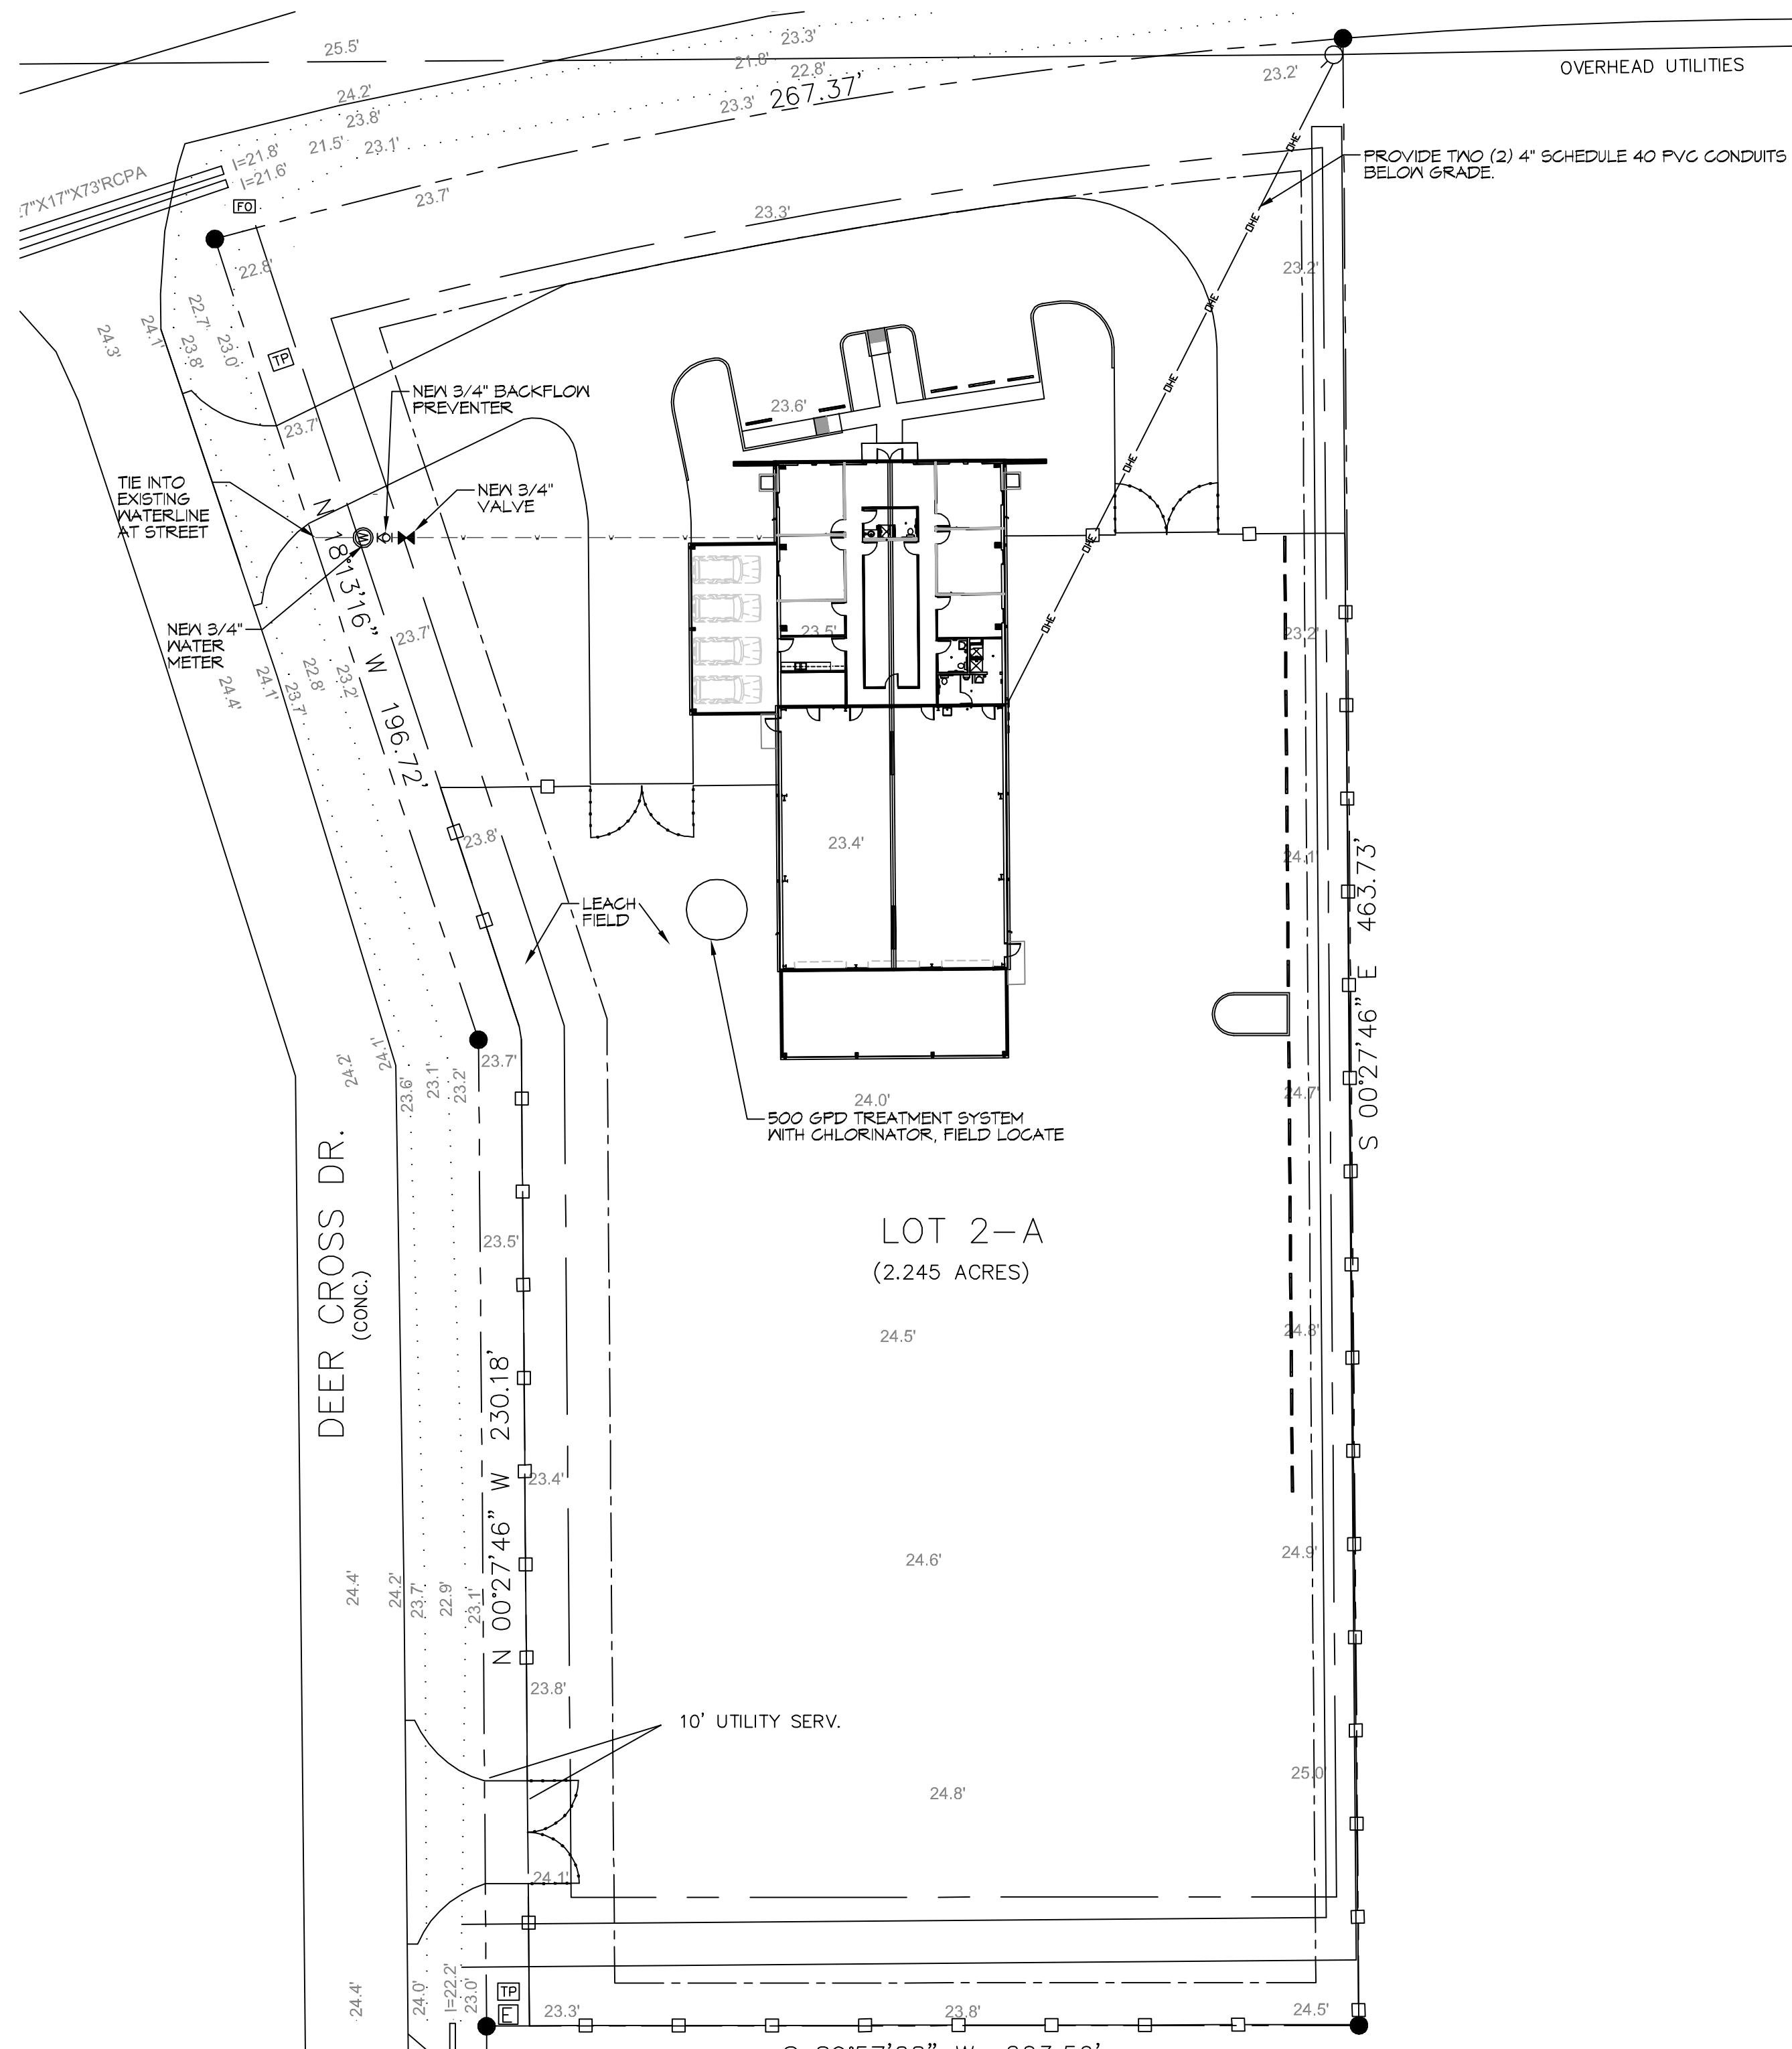 25.5'
23.3'
21.8'
22.8'
23.2'
OVERHEAD UTILITIES
24.2'
23.8'
23.3'
267.37'
21.5'
23.1'
I=21.8'
I=21.6'
7"X17"X73'RCPA
FO
23.7'
23.3'
PROVIDE TWO (2) 4" SCHEDULE 40 PVC CONDUITS
BELOW GRADE.
OHE
OHE
OHE
OHE
OHE
OHE
OHE
22.8'
23.2'
24.3'
24.1'
22.7'
23.8'
23.0'
TP
NEW 3/4" BACKFLOW
PREVENTER
23.6'
23.7'
TIE INTO
EXISTING
WATERLINE
AT STREET
NEW 3/4"
VALVE
W
N 18°13'16" W 196.72'
NEW 3/4"
WATER
METER
23.7'
23.5'
23.2'
24.4'
24.1'
23.7'
22.8'
23.2'
23.8'
23.4'
24.1'
LEACH
FIELD
S 00°27'46" E 463.73'
24.2'
24.1'
23.7'
23.6'
23.1'
23.2'
24.7'
24.0'
500 GPD TREATMENT SYSTEM
WITH CHLORINATOR, FIELD LOCATE
DEER CROSS DR.
(CONC.)
LOT 2-A
(2.245 ACRES)
23.5'
24.5'
24.8'
N 00°27'46" W 230.18'
23.4'
24.6'
24.9'
24.4'
24.2'
23.7'
22.9'
23.1'
23.8'
10' UTILITY SERV.
24.8'
25.0'
24.1'
24.4'
24.0'
I=22.2'
23.0'
TP
E
23.3'
23.8'
24.5'